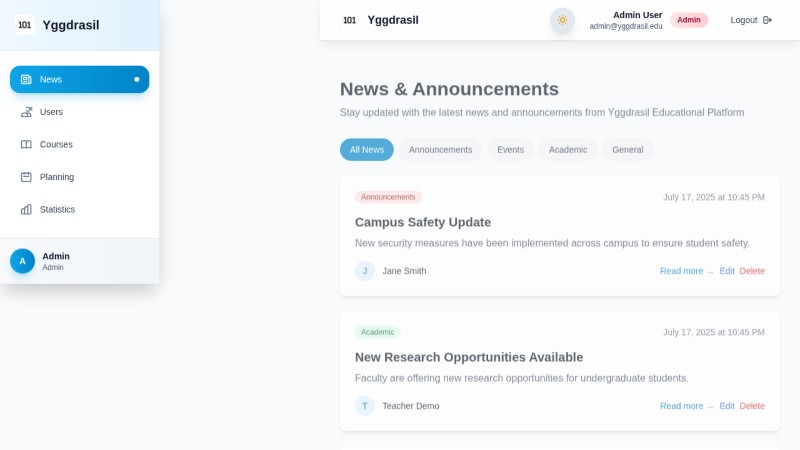 101 Yggdrasil
News
Users
Courses
Planning
Statistics
A
Admin
Admin
101 Yggdrasil
Admin User
admin@yggdrasil.edu
Admin
Logout
News & Announcements
Stay updated with the latest news and announcements from Yggdrasil Educational Platform
All News
Announcements
Events
Academic
General
Announcements
July 17, 2025 at 10:45 PM
Campus Safety Update
New security measures have been implemented across campus to ensure student safety.
J Jane Smith
Read more → Edit Delete
Academic
July 17, 2025 at 10:45 PM
New Research Opportunities Available
Faculty are offering new research opportunities for undergraduate students.
T Teacher Demo
Read more → Edit Delete